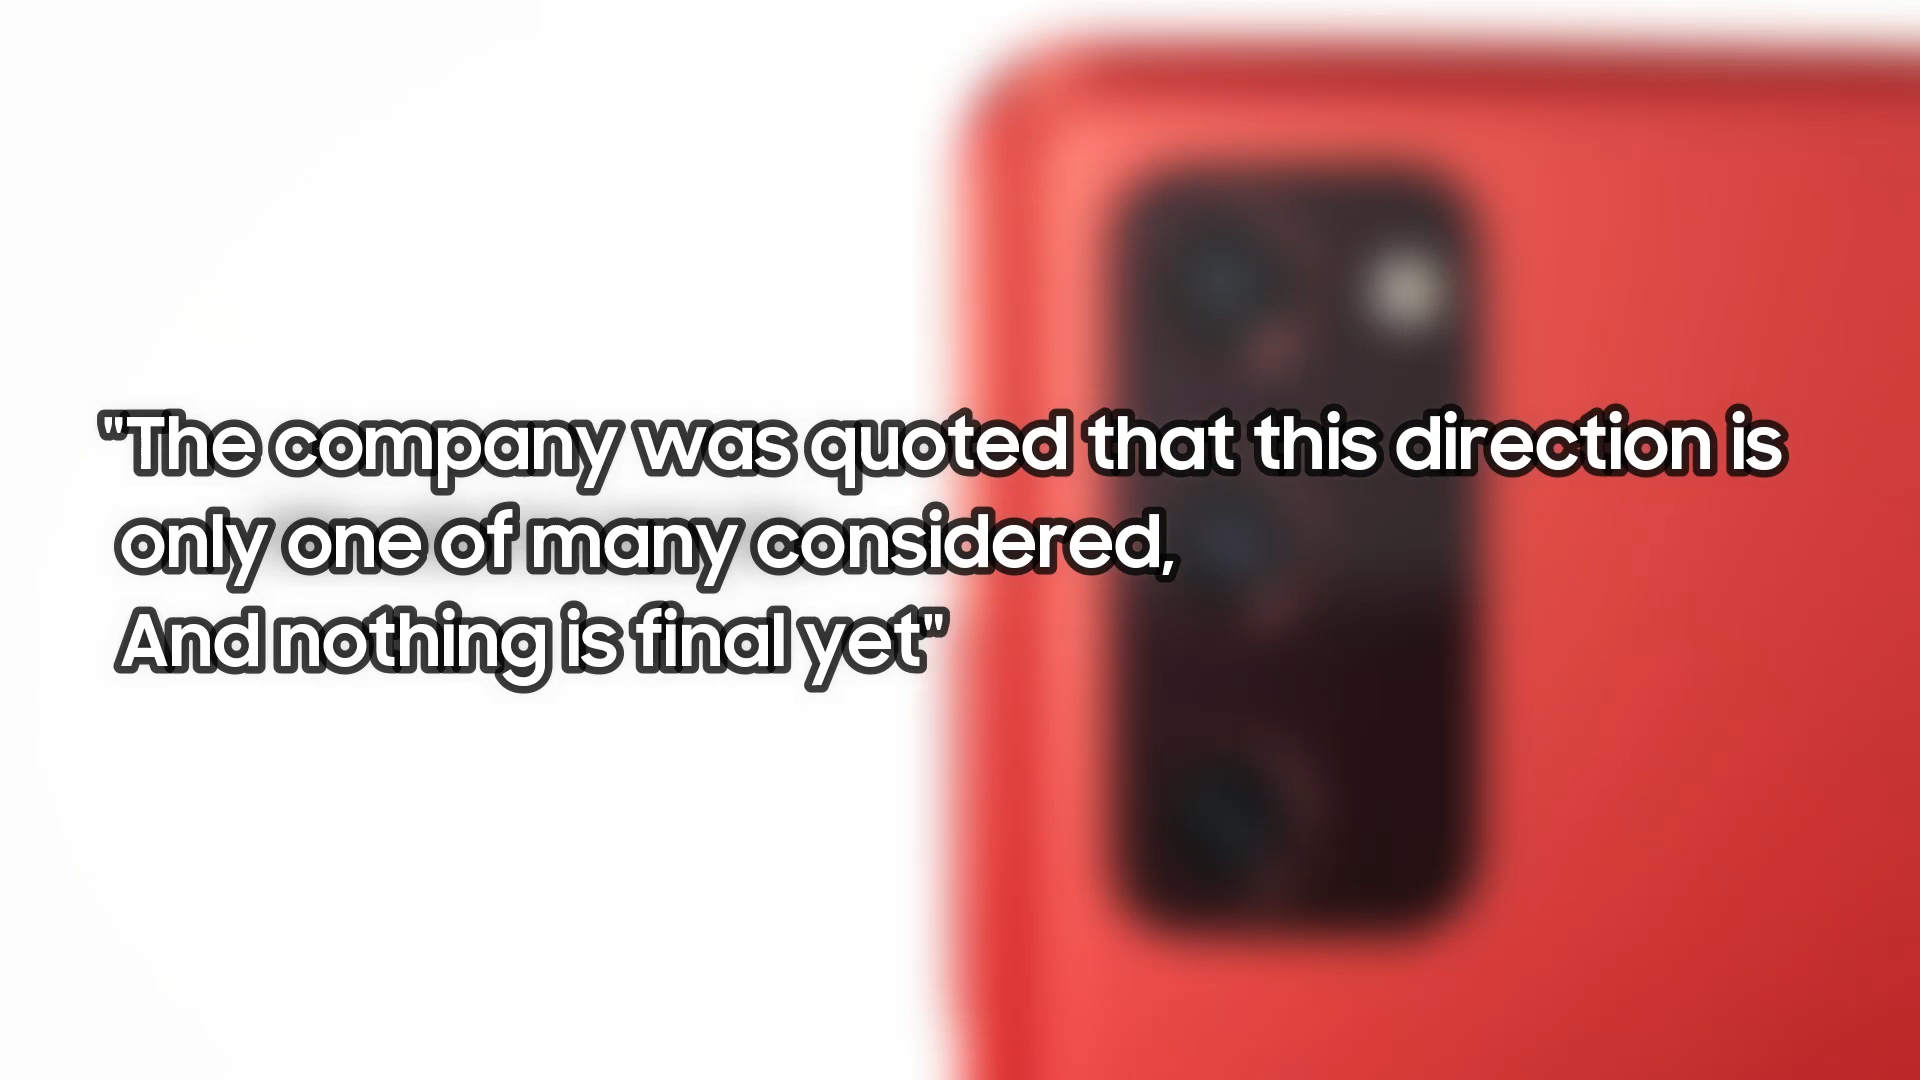 "The company was quoted that this direction is
only one of many considered,
And nothing is final yet"